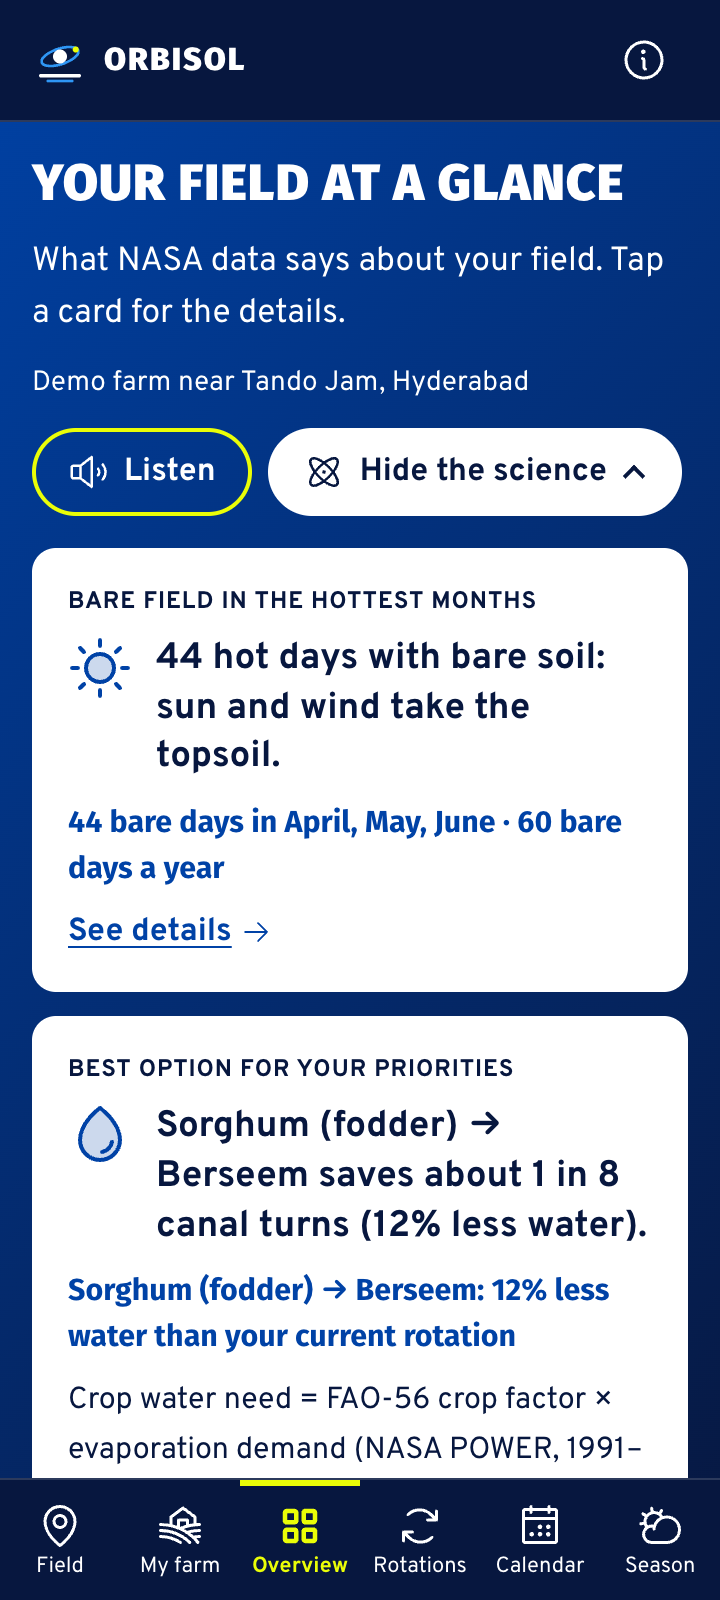 ORBISOL
YOUR FIELD AT A GLANCE
What NASA data says about your field. Tap
a card for the details.
Demo farm near Tando Jam, Hyderabad
Listen
Hide the science
BARE FIELD IN THE HOTTEST MONTHS
44 hot days with bare soil:
sun and wind take the
topsoil.
44 bare days in April, May, June · 60 bare
days a year
See details →
BEST OPTION FOR YOUR PRIORITIES
Sorghum (fodder) →
Berseem saves about 1 in 8
canal turns (12% less water).
Sorghum (fodder) → Berseem: 12% less
water than your current rotation
Crop water need = FAO-56 crop factor ×
evaporation demand (NASA POWER, 1991–
Field
My farm
Overview
Rotations
Calendar
Season